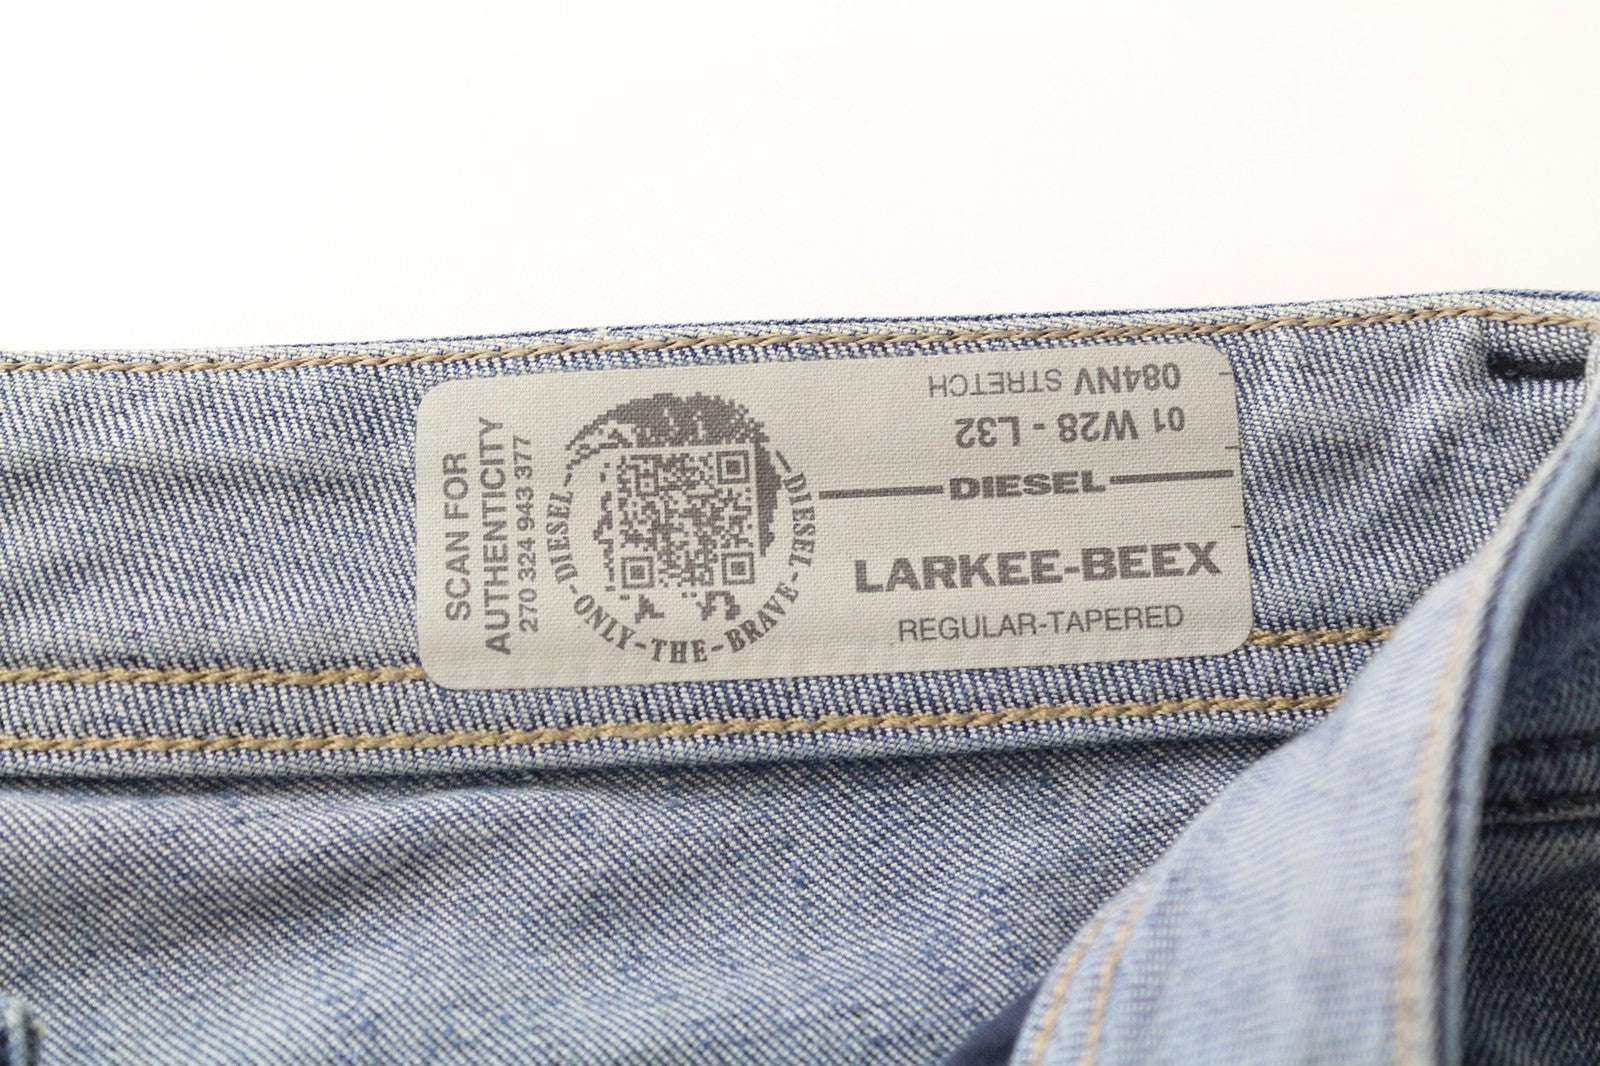 SCAN FOR
AUTHENTICITY
270 324 943 377
-DIESEL-ONLY-THE-BRAVE-DIESEL-
084NV STRETCH
01 W28 - L32
DIESEL
LARKEE-BEEX
REGULAR-TAPERED